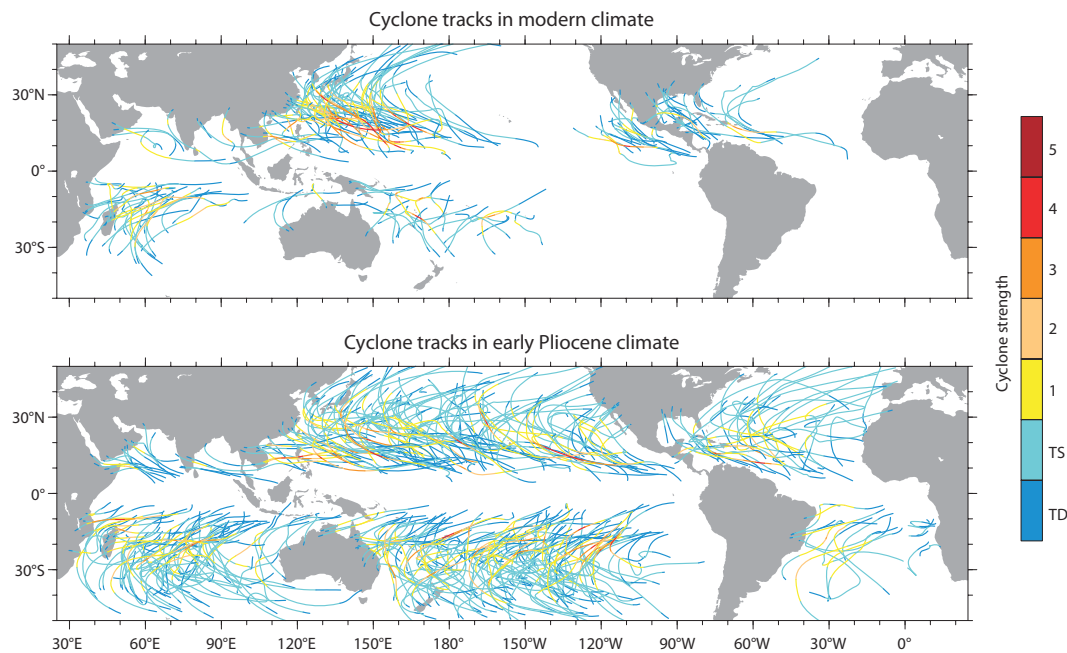 Cyclone tracks in modern climate
30°N
0°
30°S
Cyclone tracks in early Pliocene climate
30°N
0°
30°S
30°E 60°E 90°E 120°E 150°E 180° 150°W 120°W 90°W 60°W 30°W 0°
Cyclone strength
5
4
3
2
1
TS
TD